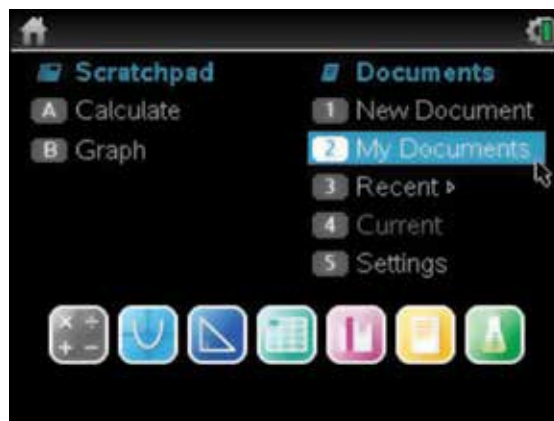 Scratchpad
A Calculate
B Graph
Documents
1 New Document
2 My Documents
3 Recent
4 Current
5 Settings